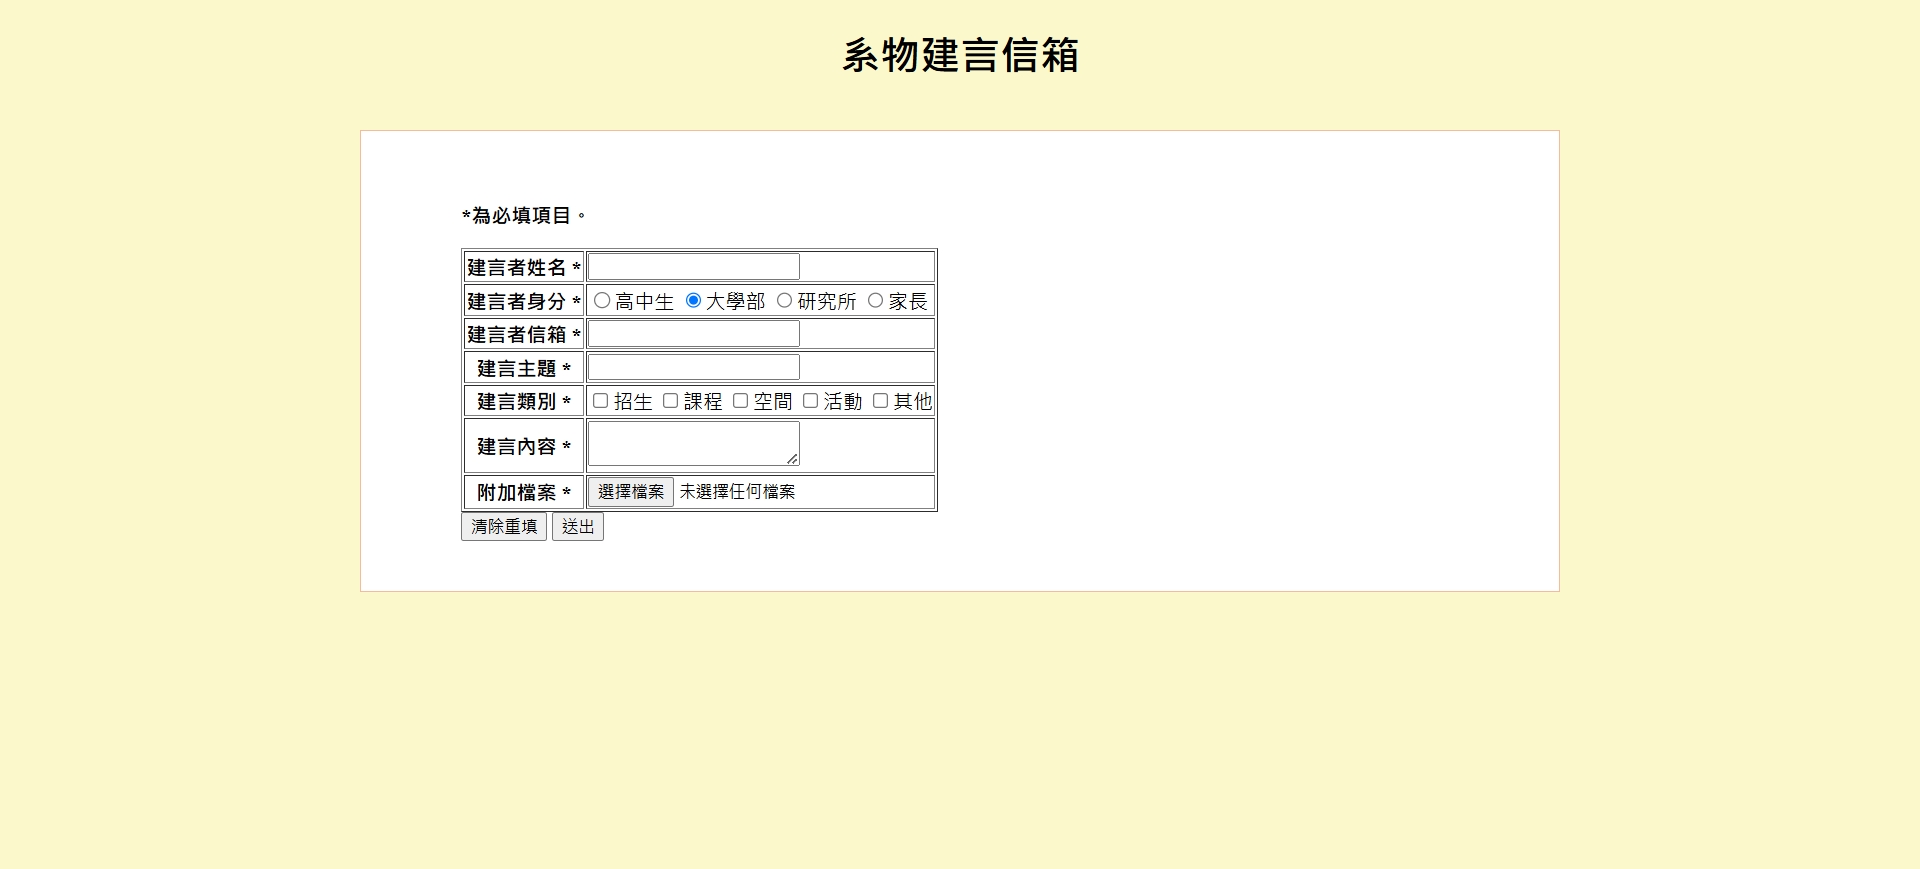 系物建言信箱
*為必填項目。
建言者姓名 *
建言者身分 * 高中生 大學部 研究所 家長
建言者信箱 *
建言主題 *
建言類別 * 招生 課程 空間 活動 其他
建言內容 *
附加檔案 * 選擇檔案 未選擇任何檔案
清除重填 送出